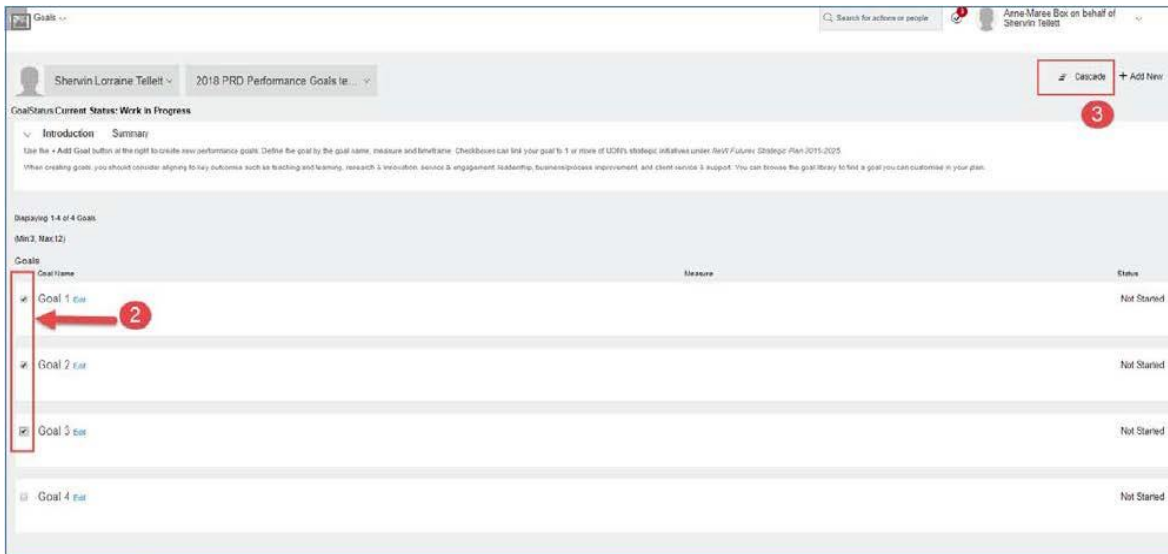 Goals
Search for actions or people
Anne-Maree Box on behalf of
Sherwin Tellett
Sherwin Lorraine Tellett
2018 PRD Performance Goals te...
Cascade
+ Add New
3
GoalStatus Current Status: Work in Progress
Introduction Summary
Use the + Add Goal button at the right to create new performance goals. Define the goal by the goal name, measure and timeframe. Checkboxes can link your goal to 1 or more of UON's strategic initiatives under NeW Futures Strategic Plan 2015-2025.
When creating goals, you should consider aligning to key outcomes such as teaching and learning, research & innovation, service & engagement, leadership, business/process improvement, and client service & support. You can browse the goal library to find a goal you can customise in your plan.
Displaying 1-4 of 4 Goals
(Min:3, Max:12)
Goals
Goal Name
Measure
Status
Goal 1 Edit
Not Started
2
Goal 2 Edit
Not Started
Goal 3 Edit
Not Started
Goal 4 Edit
Not Started